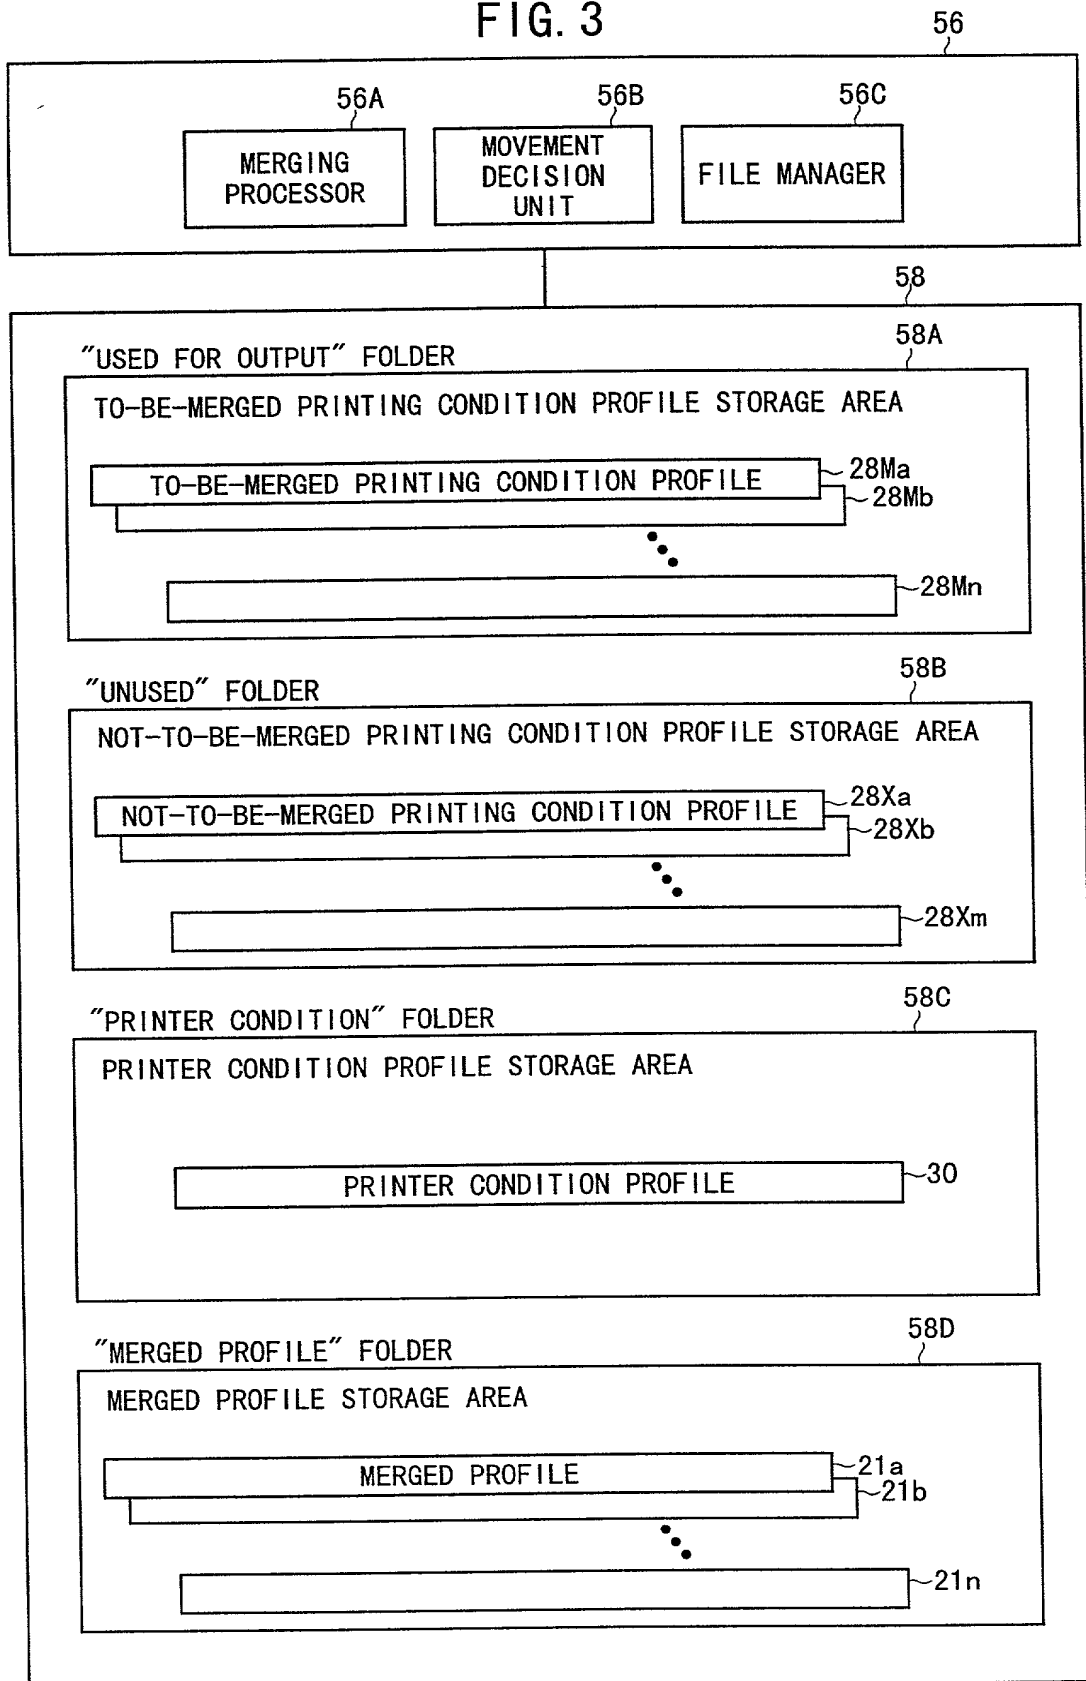 FIG. 3
56
56A
56B
56C
MERGING
PROCESSOR
MOVEMENT
DECISION
UNIT
FILE MANAGER
58
"USED FOR OUTPUT" FOLDER
58A
TO-BE-MERGED PRINTING CONDITION PROFILE STORAGE AREA
TO-BE-MERGED PRINTING CONDITION PROFILE
28Ma
28Mb
28Mn
"UNUSED" FOLDER
58B
NOT-TO-BE-MERGED PRINTING CONDITION PROFILE STORAGE AREA
NOT-TO-BE-MERGED PRINTING CONDITION PROFILE
28Xa
28Xb
28Xm
"PRINTER CONDITION" FOLDER
58C
PRINTER CONDITION PROFILE STORAGE AREA
PRINTER CONDITION PROFILE
30
"MERGED PROFILE" FOLDER
58D
MERGED PROFILE STORAGE AREA
MERGED PROFILE
21a
21b
21n